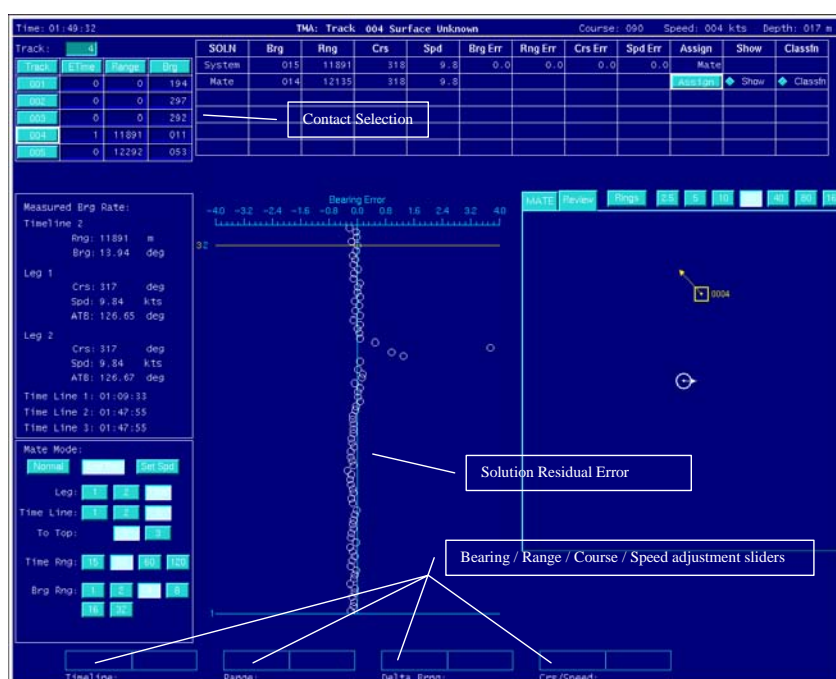 Time: 01:49:32 TMA: Track 004 Surface Unknown Course: 090 Speed: 004 kts Depth: 017 m
Track: 4
Track ETime Range Brg
001 0 0 194
002 0 0 297
003 0 0 292
004 1 11891 011
005 0 12292 053
SOLN Brg Rng Crs Spd Brg Err Rng Err Crs Err Spd Err Assign Show Classfn
System 015 11891 318 9.8 0.0 0.0 0.0 0.0 Mate
Mate 014 12135 318 9.8 Assign Show Classfn
Contact Selection
Measured Brg Rate:
Timeline 2
Rng: 11891 m
Brg: 13.94 deg
Leg 1
Crs: 317 deg
Spd: 9.84 kts
ATB: 126.65 deg
Leg 2
Crs: 317 deg
Spd: 9.84 kts
ATB: 126.67 deg
Time Line 1: 01:09:33
Time Line 2: 01:47:55
Time Line 3: 01:47:55
Mate Mode:
Normal Set Spd
Leg: 1 2
Time Line: 1 2
To Top: 3
Time Rng: 15 60 120
Brg Rng: 1 2 8
16 32
Bearing Error
-4.0 -3.2 -2.4 -1.6 -0.8 0.0 0.8 1.6 2.4 3.2 4.0
32
1
MATE Review Rings 2.5 5 10 40 80 16
0004
Solution Residual Error
Bearing / Range / Course / Speed adjustment sliders
Timeline: Range: Delta Brng: Crs/Speed: